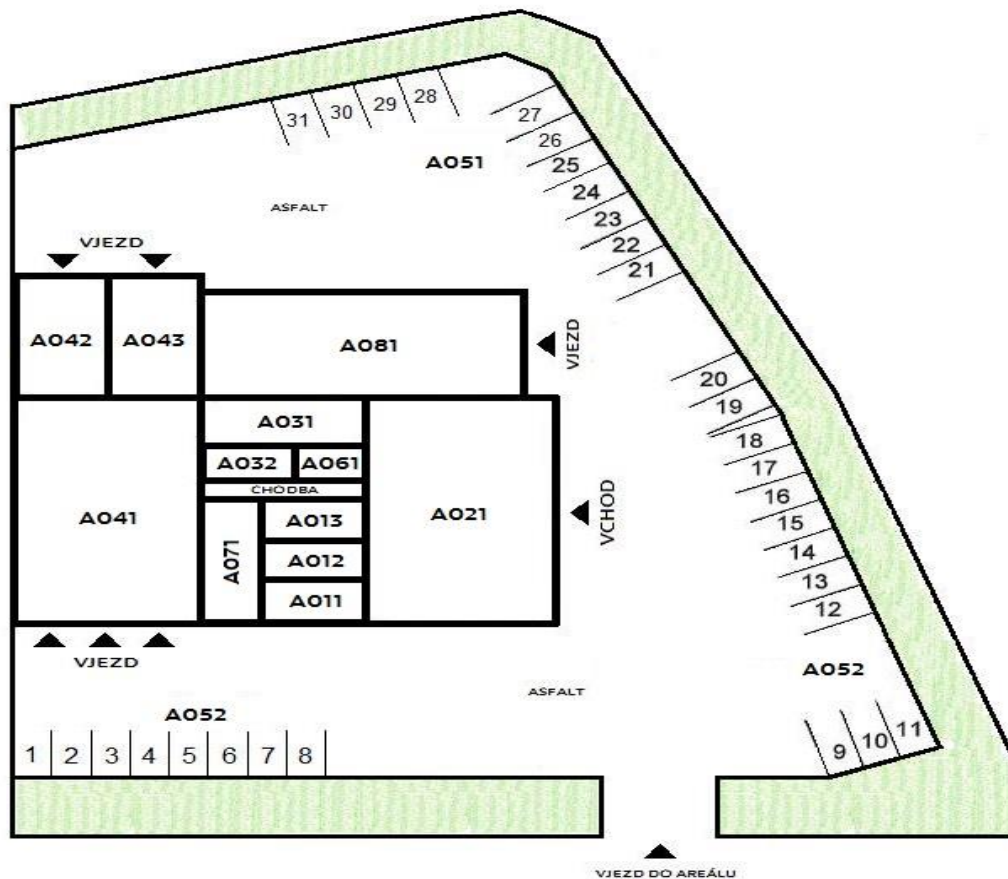 31 30 29 28
27
26
A051
25
24
ASFALT
23
22
VJEZD
21
A042 A043
A081
VJEZD
20
19
A031
18
A032 A061
17
CHODBA
16
A041
A013
A021
VCHOD
15
A071
A012
14
13
A011
12
VJEZD
A052
ASFALT
A052
1 2 3 4 5 6 7 8
9 10 11
VJEZD DO AREÁLU